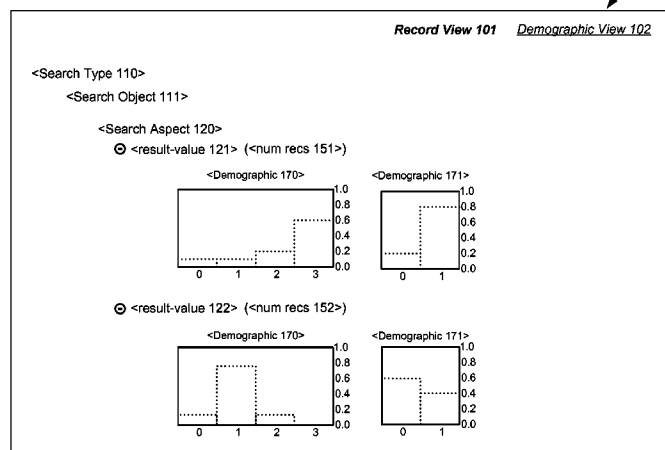 Record View 101 Demographic View 102
<Search Type 110>
<Search Object 111>
<Search Aspect 120>
<result-value 121> (<num recs 151>)
<Demographic 170> <Demographic 171>
1.0 1.0
0.8 0.8
0.6 0.6
0.4 0.4
0.2 0.2
0.0 0.0
0 1 2 3 0 1
<result-value 122> (<num recs 152>)
<Demographic 170> <Demographic 171>
1.0 1.0
0.8 0.8
0.6 0.6
0.4 0.4
0.2 0.2
0.0 0.0
0 1 2 3 0 1